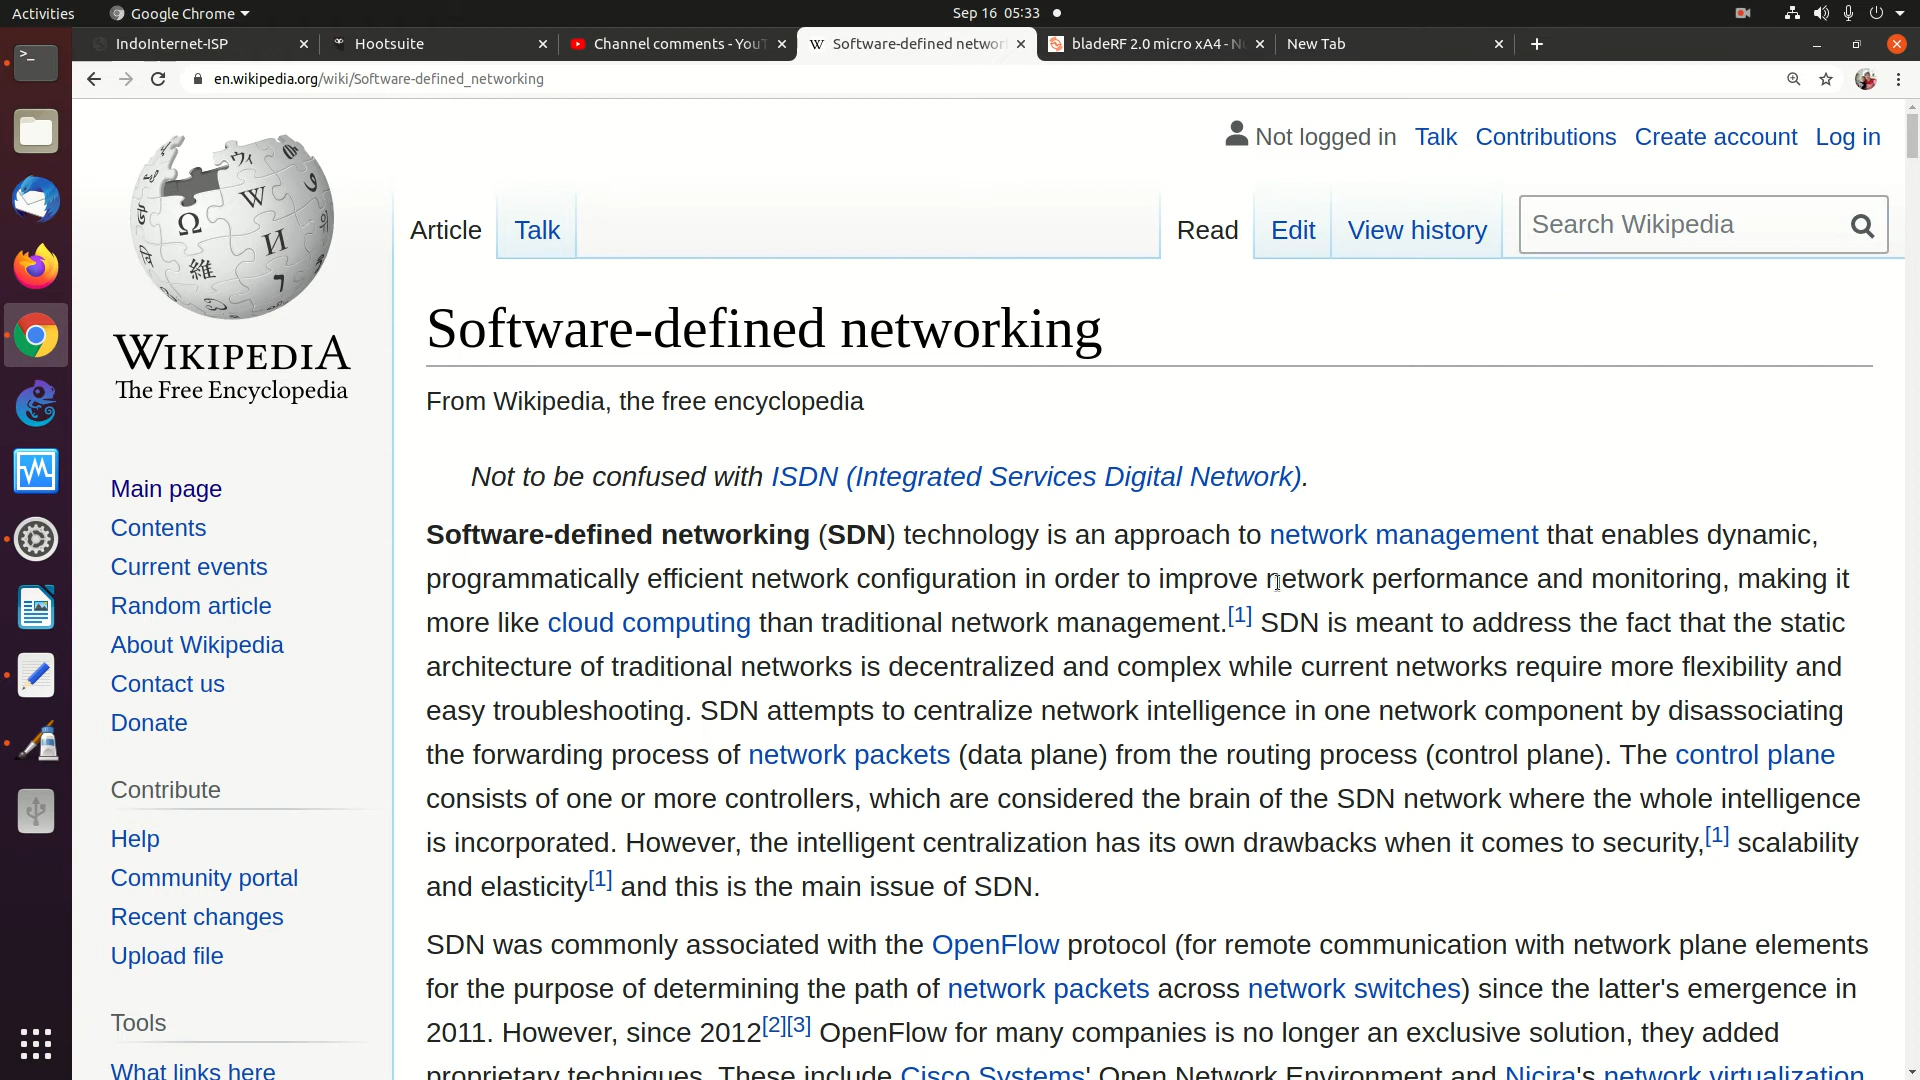 Activities
Google Chrome
Sep 16 05:33
IndoInternet-ISP
Hootsuite
Channel comments - YouT
Software-defined networ
bladeRF 2.0 micro xA4 - Nu
New Tab
en.wikipedia.org/wiki/Software-defined_networking
Not logged in Talk Contributions Create account Log in
Article Talk Read Edit View history Search Wikipedia
WIKIPEDIA
The Free Encyclopedia
Main page
Contents
Current events
Random article
About Wikipedia
Contact us
Donate
Contribute
Help
Community portal
Recent changes
Upload file
Tools
What links here
Software-defined networking
From Wikipedia, the free encyclopedia
Not to be confused with ISDN (Integrated Services Digital Network).
Software-defined networking (SDN) technology is an approach to network management that enables dynamic,
programmatically efficient network configuration in order to improve network performance and monitoring, making it
more like cloud computing than traditional network management.[1] SDN is meant to address the fact that the static
architecture of traditional networks is decentralized and complex while current networks require more flexibility and
easy troubleshooting. SDN attempts to centralize network intelligence in one network component by disassociating
the forwarding process of network packets (data plane) from the routing process (control plane). The control plane
consists of one or more controllers, which are considered the brain of the SDN network where the whole intelligence
is incorporated. However, the intelligent centralization has its own drawbacks when it comes to security,[1] scalability
and elasticity[1] and this is the main issue of SDN.
SDN was commonly associated with the OpenFlow protocol (for remote communication with network plane elements
for the purpose of determining the path of network packets across network switches) since the latter's emergence in
2011. However, since 2012[2][3] OpenFlow for many companies is no longer an exclusive solution, they added
proprietary techniques. These include Cisco Systems' Open Network Environment and Nicira's network virtualization